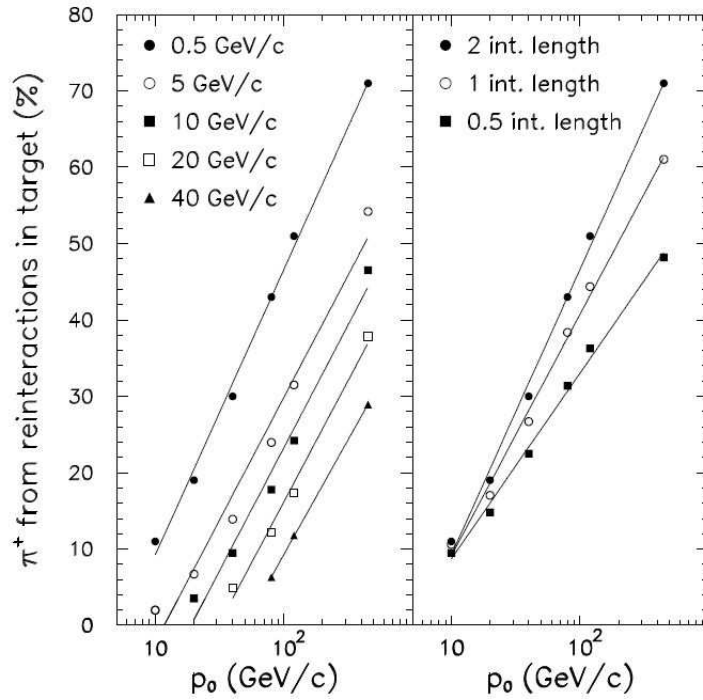 π⁺ from reinteractions in target (%)
80
70
60
50
40
30
20
10
0
0.5 GeV/c
5 GeV/c
10 GeV/c
20 GeV/c
40 GeV/c
10
10²
p₀ (GeV/c)
2 int. length
1 int. length
0.5 int. length
10
10²
p₀ (GeV/c)